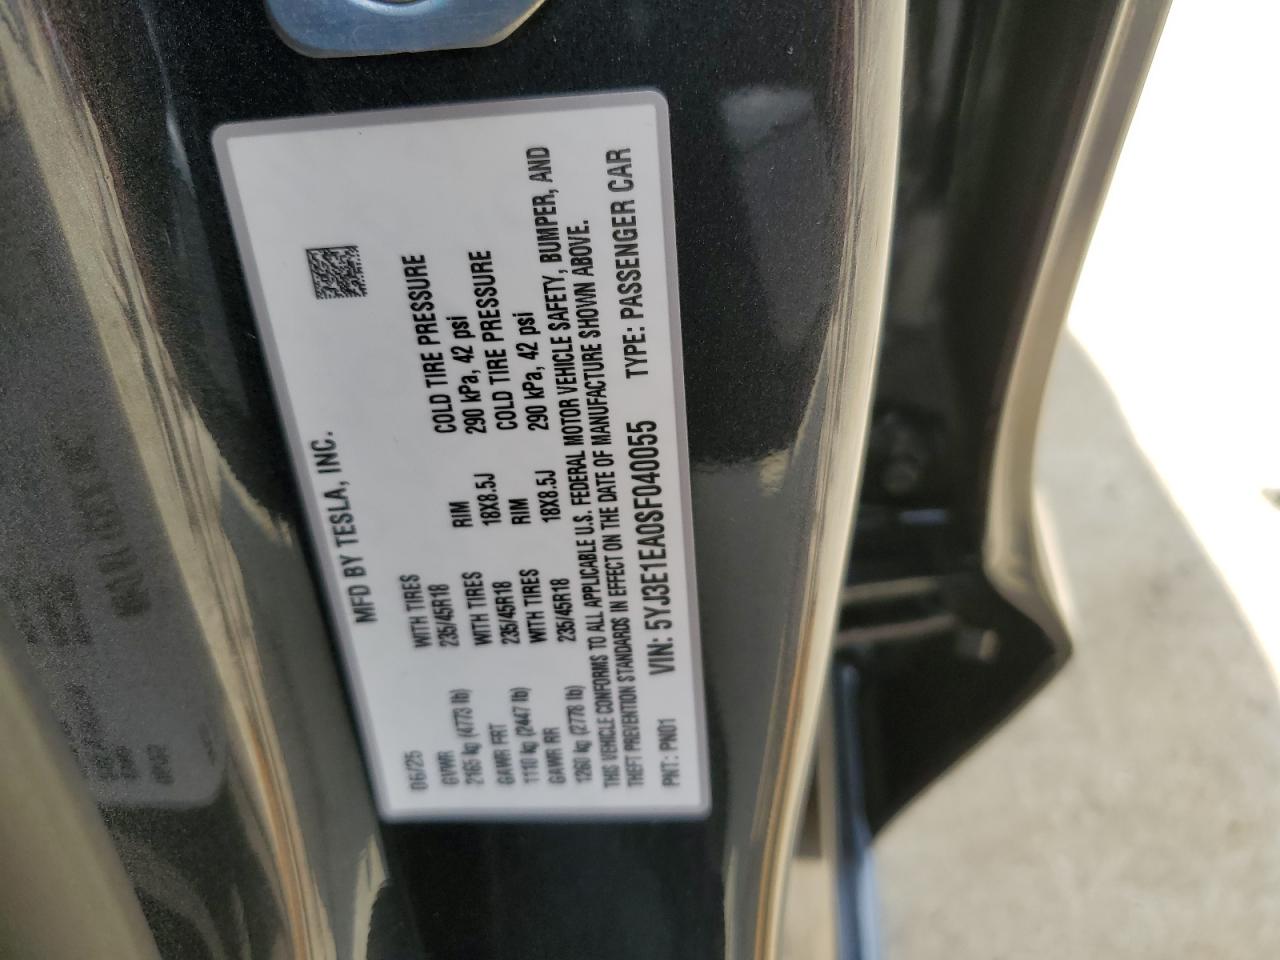 MFD BY TESLA, INC.
06/25
GVWR WITH TIRES RIM COLD TIRE PRESSURE
2165 kg (4773 lb) 235/45R18 18X8.5J 290 kPa, 42 psi
GAWR FRT WITH TIRES RIM COLD TIRE PRESSURE
1110 kg (2447 lb) 235/45R18 18X8.5J 290 kPa, 42 psi
GAWR RR WITH TIRES
1260 kg (2778 lb) 235/45R18
THIS VEHICLE CONFORMS TO ALL APPLICABLE U.S. FEDERAL MOTOR VEHICLE SAFETY, BUMPER, AND
THEFT PREVENTION STANDARDS IN EFFECT ON THE DATE OF MANUFACTURE SHOWN ABOVE.
VIN: 5YJ3E1EA0SF040055 TYPE: PASSENGER CAR
PNT: PN01